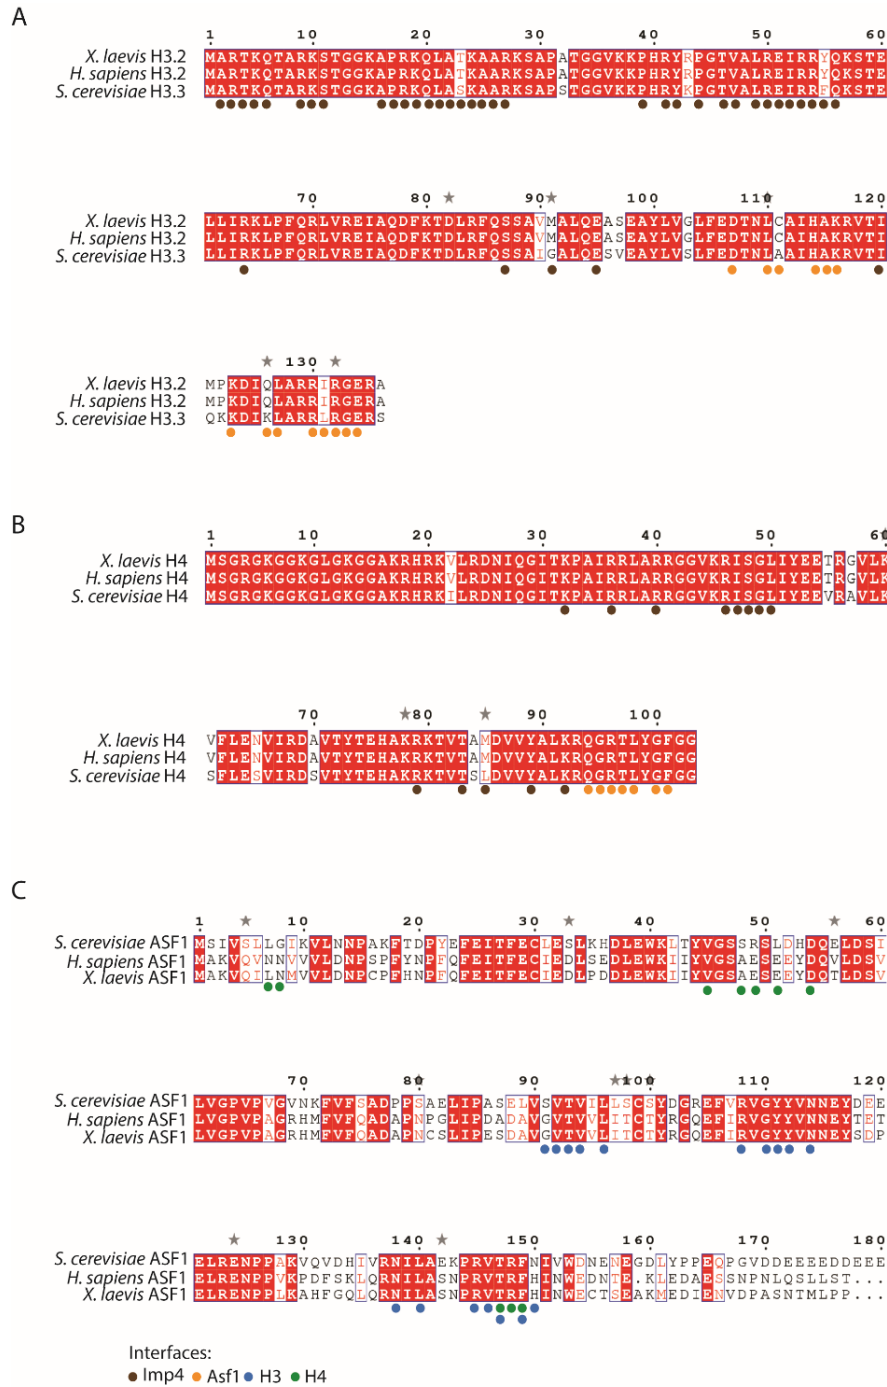 A
1 10 20 30 40 50 60
X. laevis H3.2 MARTKQTARKSTGGKAPRKQLATKAARKSAPATGGVKKPHRYRPGTVALREIRRYQKSTE
H. sapiens H3.2 MARTKQTARKSTGGKAPRKQLATKAARKSAPATGGVKKPHRYRPGTVALREIRRYQKSTE
S. cerevisiae H3.3 MARTKQTARKSTGGKAPRKQLASKAARKSAPSTGGVKKPHRYKPGTVALREIRRFQKSTE
70 80 90 100 110 120
X. laevis H3.2 LLIRKLPFQRLVREIAQDFKTDLRFQSSAVMALQEASEAYLVGLFEDTNLCAIHAKRVTI
H. sapiens H3.2 LLIRKLPFQRLVREIAQDFKTDLRFQSSAVMALQEASEAYLVGLFEDTNLCAIHAKRVTI
S. cerevisiae H3.3 LLIRKLPFQRLVREIAQDFKTDLRFQSSAIGALQESVEAYLVSLFEDTNLAAIHAKRVTI
130
X. laevis H3.2 MPKDIQLARRIRGERA
H. sapiens H3.2 MPKDIQLARRIRGERA
S. cerevisiae H3.3 QKKDIKLARRLRGERS
B
1 10 20 30 40 50 60
X. laevis H4 MSGRGKGGKGLGKGGAKRHRKVLRDNIQGITKPAIRRLARRGGVKRISGLIYEETRGVLK
H. sapiens H4 MSGRGKGGKGLGKGGAKRHRKVLRDNIQGITKPAIRRLARRGGVKRISGLIYEETRGVLK
S. cerevisiae H4 MSGRGKGGKGLGKGGAKRHRKILRDNIQGITKPAIRRLARRGGVKRISGLIYEEVRAVLK
70 80 90 100
X. laevis H4 VFLENVIRDAVTYTEHAKRKTVTAMDVVYALKRQGRTLYGFGG
H. sapiens H4 VFLENVIRDAVTYTEHAKRKTVTAMDVVYALKRQGRTLYGFGG
S. cerevisiae H4 SFLESVIRDSVTYTEHAKRKTVTSLDVVYALKRQGRTLYGFGG
C
1 10 20 30 40 50 60
S. cerevisiae ASF1 MSIVSLLGIKVLNNPAKFTDPYEFEITFECLESLKHDLEWKLTYVGSSRSLDHDQELDSI
H. sapiens ASF1 MAKVQVNNVVVLDNPSPFYNPFQFEITFECIEDLSEDLEWKIIYVGSAESEEYDQVLDSV
X. laevis ASF1 MAKVQILNMVVLDNPCPFHNPFQFEITFECIEDLPDDLEWKIIYVGSAESEEYDQTLDSV
70 80 90 100 110 120
S. cerevisiae ASF1 LVGPVPVGVNKFVFSADPPSAELIPASELVSVTVILLSCSYDGREFVRVGYYVNNEYDEE
H. sapiens ASF1 LVGPVPAGRHMFVFQADAPNPGLIPDADAVGVTVVLITCTYRGQEFIRVGYYVNNEYTET
X. laevis ASF1 LVGPVPAGRHMFVFQADAPNCSLIPESDAVGVTVVLITCTYRGQEFIRVGYYVNNEYSDP
130 140 150 160 170 180
S. cerevisiae ASF1 ELRENPPAKVQVDHIVRNILAEKPRVTRFNIVWDNENEGDLYPPEQPGVDDEEEEDDEEE
H. sapiens ASF1 ELRENPPVKPDFSKLQRNILASNPRVTRFHINWEDNTE.KLEDAESSNPNLQSLLST...
X. laevis ASF1 ELRENPPLKAHFGQLQRNILASNPRVTRFHINWECTSEAKMEDIENVDPASNTMLPP...
Interfaces:
Imp4 Asf1 H3 H4